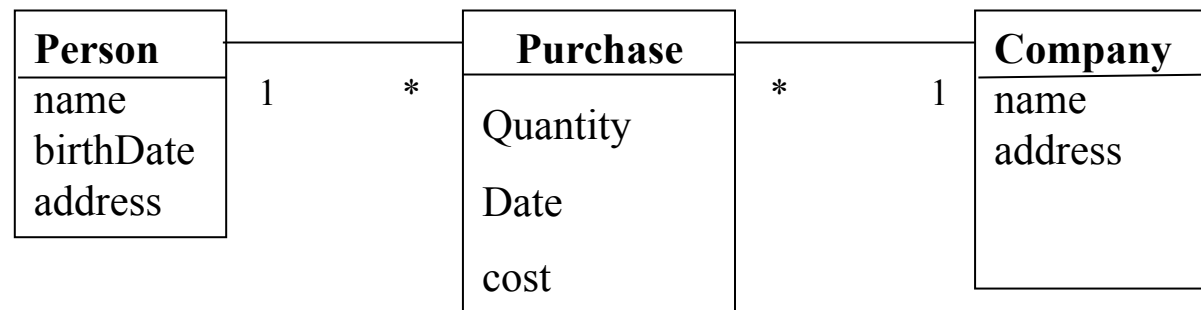 Person
name
birthDate
address
1
*
Purchase
Quantity
Date
cost
*
1
Company
name
address